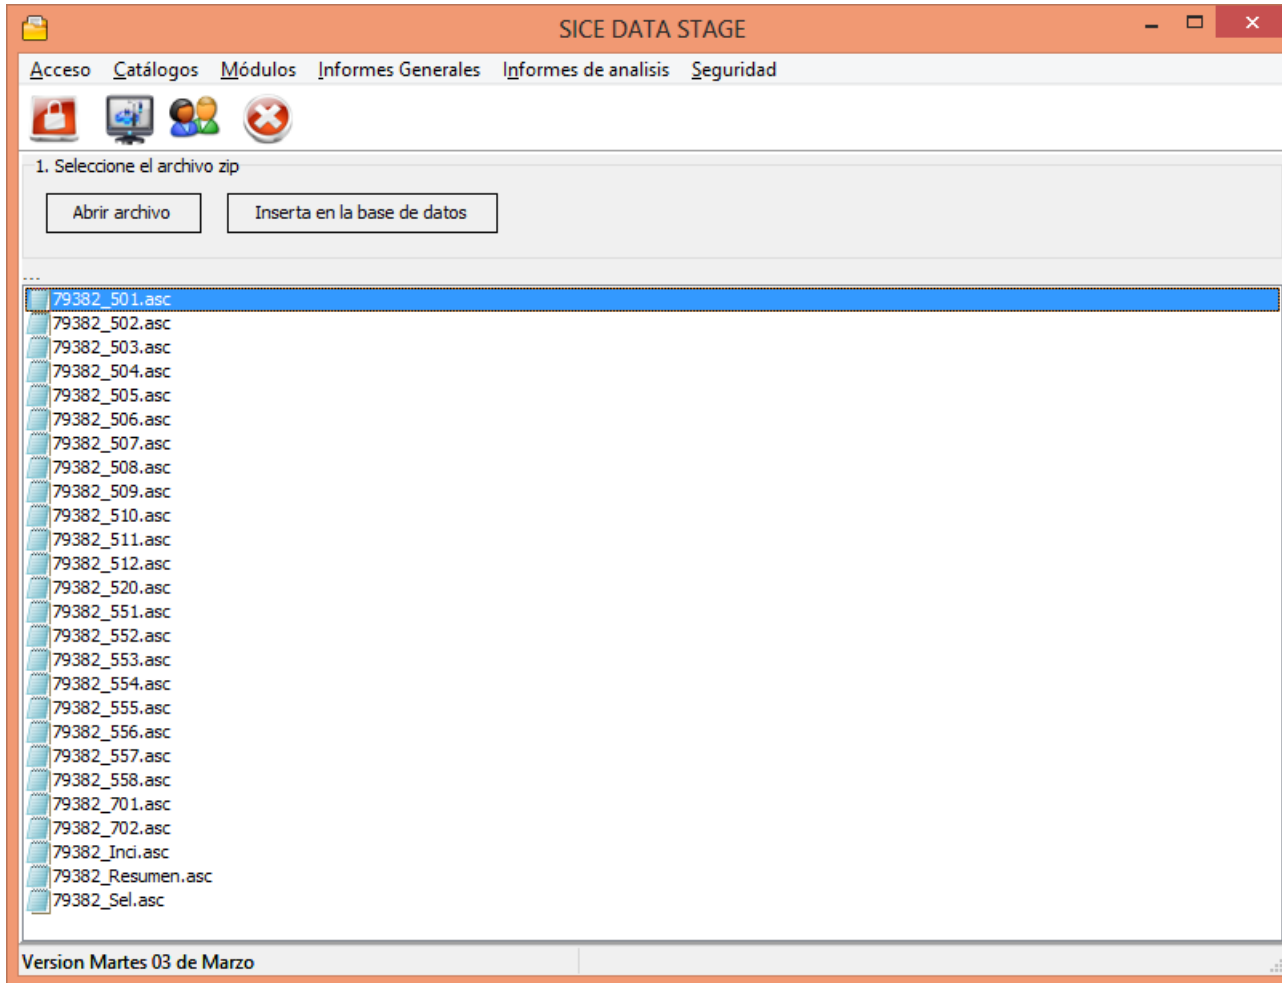 SICE DATA STAGE
Acceso Catálogos Módulos Informes Generales Informes de analisis Seguridad
1. Seleccione el archivo zip
Abrir archivo Inserta en la base de datos
...
79382_501.asc
79382_502.asc
79382_503.asc
79382_504.asc
79382_505.asc
79382_506.asc
79382_507.asc
79382_508.asc
79382_509.asc
79382_510.asc
79382_511.asc
79382_512.asc
79382_520.asc
79382_551.asc
79382_552.asc
79382_553.asc
79382_554.asc
79382_555.asc
79382_556.asc
79382_557.asc
79382_558.asc
79382_701.asc
79382_702.asc
79382_Inci.asc
79382_Resumen.asc
79382_Sel.asc
Version Martes 03 de Marzo